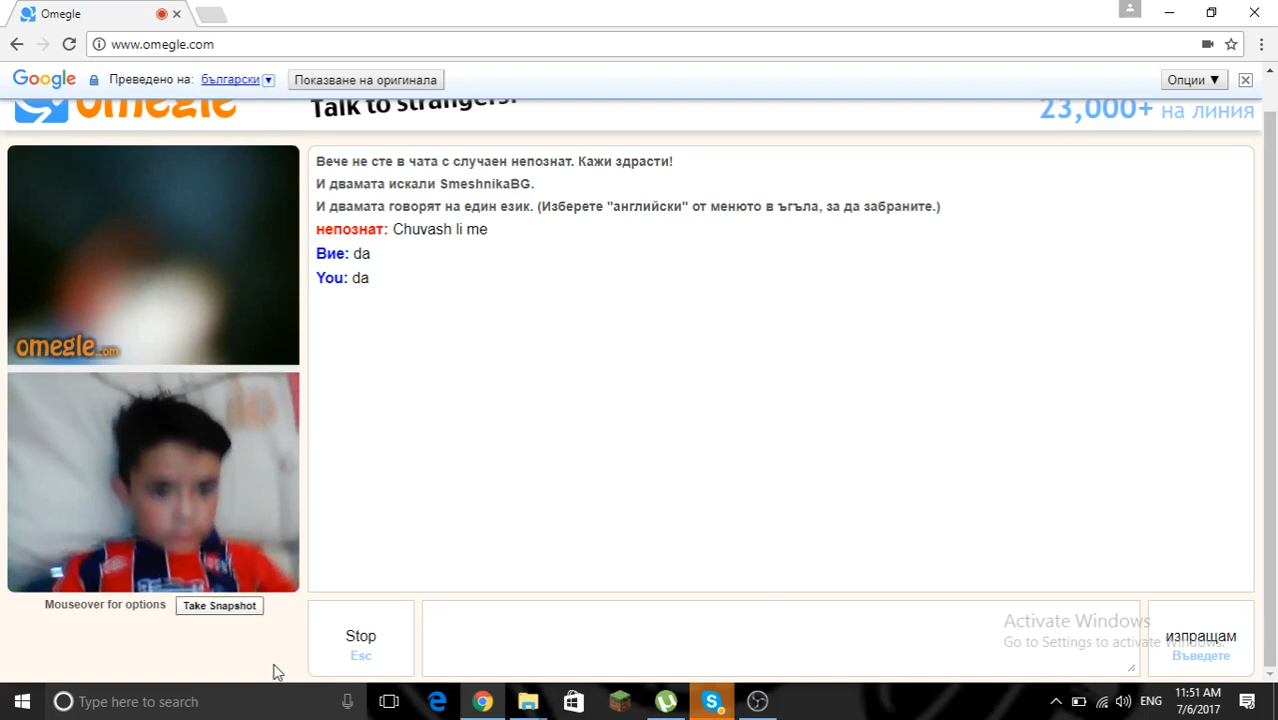 Omegle
www.omegle.com
Google Преведено на: български Показване на оригинала Опции ▼
omegle Talk to strangers! 23,000+ на линия
Вече не сте в чата с случаен непознат. Кажи здрасти!
И двамата искали SmeshnikaBG.
И двамата говорят на един език. (Изберете "английски" от менюто в ъгъла, за да забраните.)
непознат: Chuvash li me
Вие: da
You: da
omegle.com
Mouseover for options Take Snapshot
Stop
Esc
Activate Windows
Go to Settings to activate Windows.
изпращам
Въведете
Type here to search
ENG
11:51 AM
7/6/2017